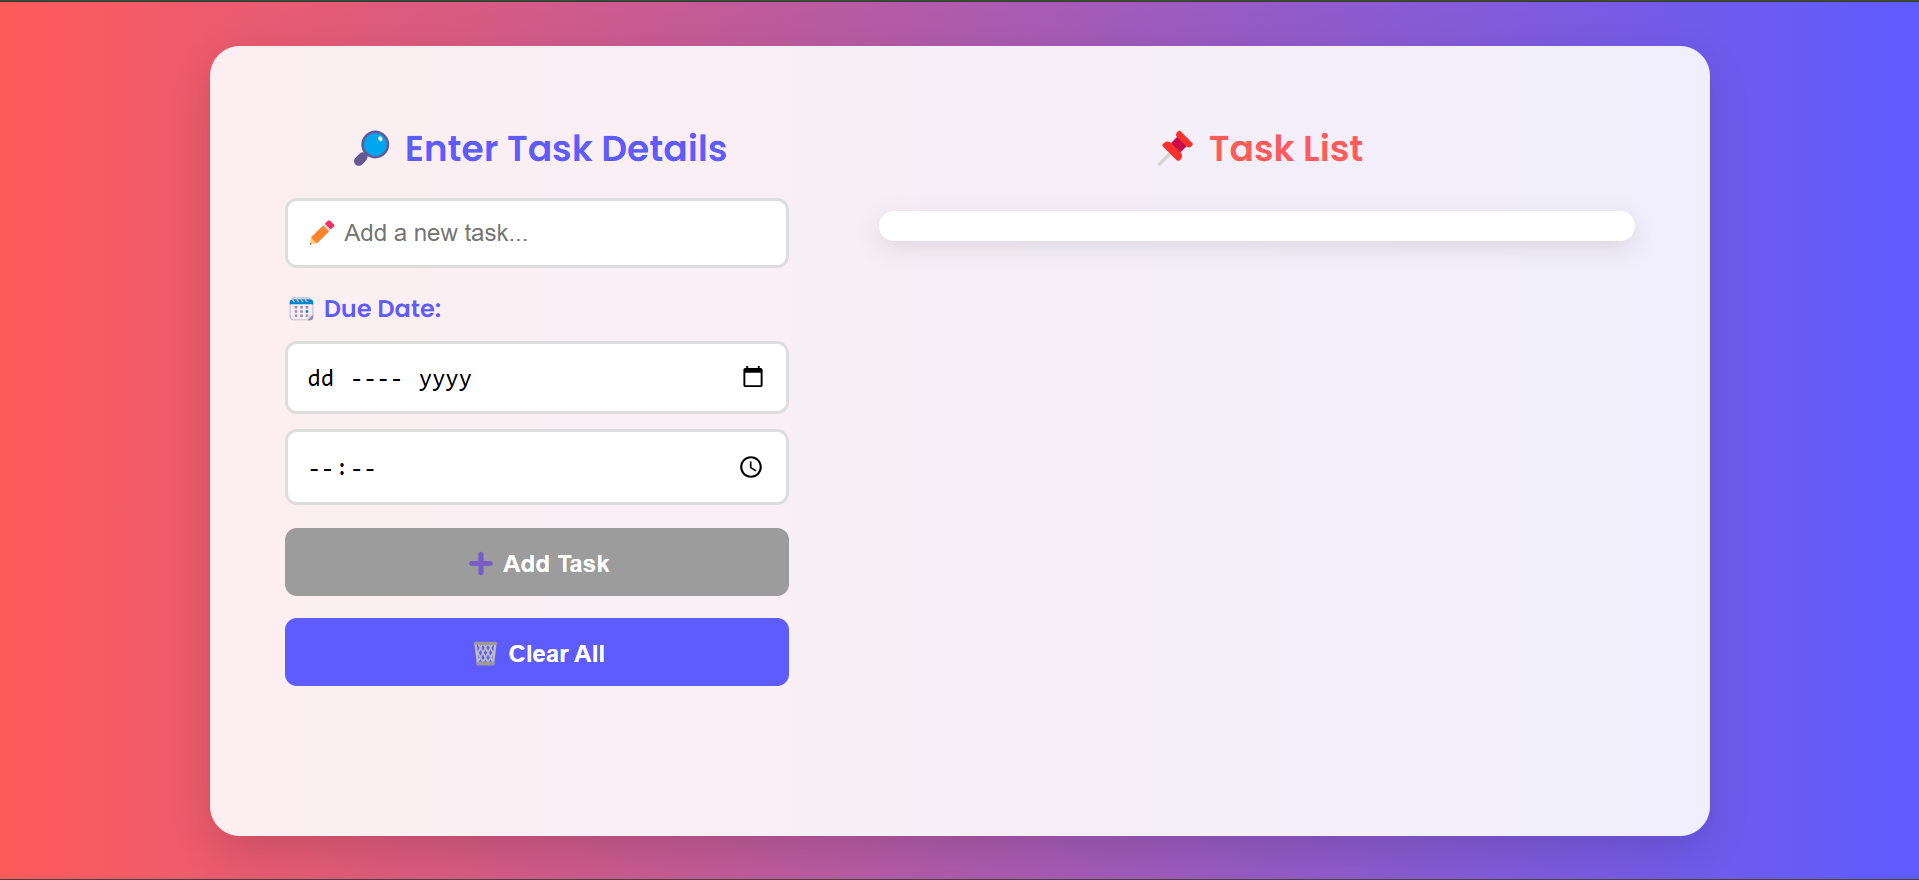 🔎 Enter Task Details
✏️ Add a new task...
📅 Due Date:
dd ---- yyyy
--:--
➕ Add Task
🗑️ Clear All
📌 Task List